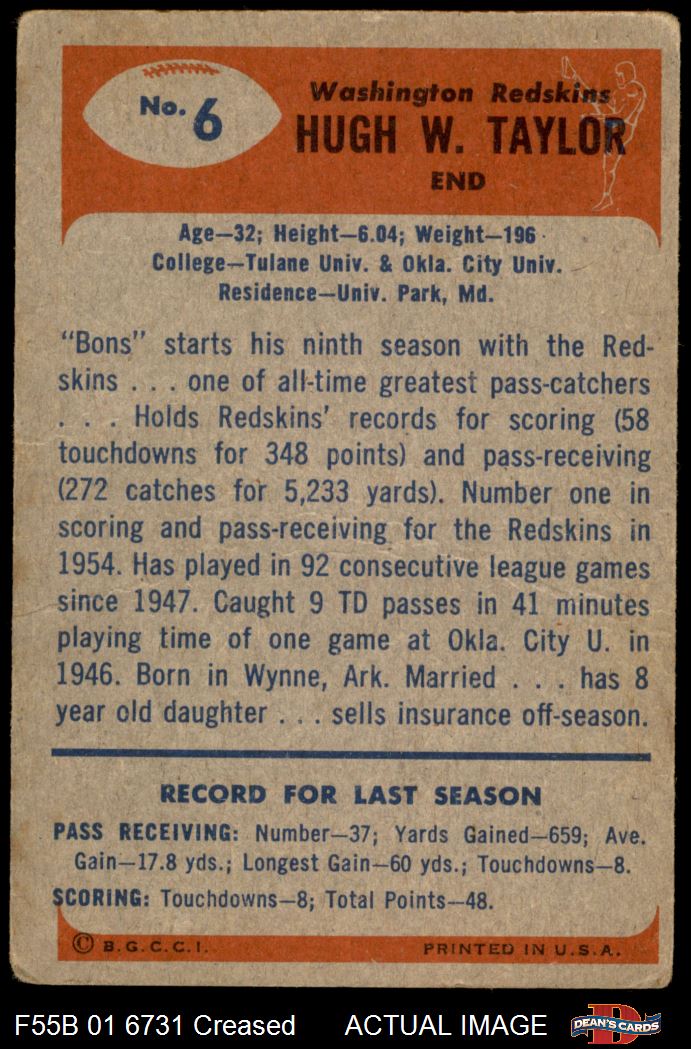 No. 6
Washington Redskins
HUGH W. TAYLOR
END
Age—32; Height—6.04; Weight—196
College—Tulane Univ. & Okla. City Univ.
Residence—Univ. Park, Md.
"Bons" starts his ninth season with the Red-
skins . . . one of all-time greatest pass-catchers
. . . Holds Redskins' records for scoring (58
touchdowns for 348 points) and pass-receiving
(272 catches for 5,233 yards). Number one in
scoring and pass-receiving for the Redskins in
1954. Has played in 92 consecutive league games
since 1947. Caught 9 TD passes in 41 minutes
playing time of one game at Okla. City U. in
1946. Born in Wynne, Ark. Married . . . has 8
year old daughter . . . sells insurance off-season.
RECORD FOR LAST SEASON
PASS RECEIVING: Number—37; Yards Gained—659; Ave.
Gain—17.8 yds.; Longest Gain—60 yds.; Touchdowns—8.
SCORING: Touchdowns—8; Total Points—48.
© B.G.C.C.I. PRINTED IN U.S.A.
F55B 01 6731 Creased ACTUAL IMAGE D DEAN'S CARDS